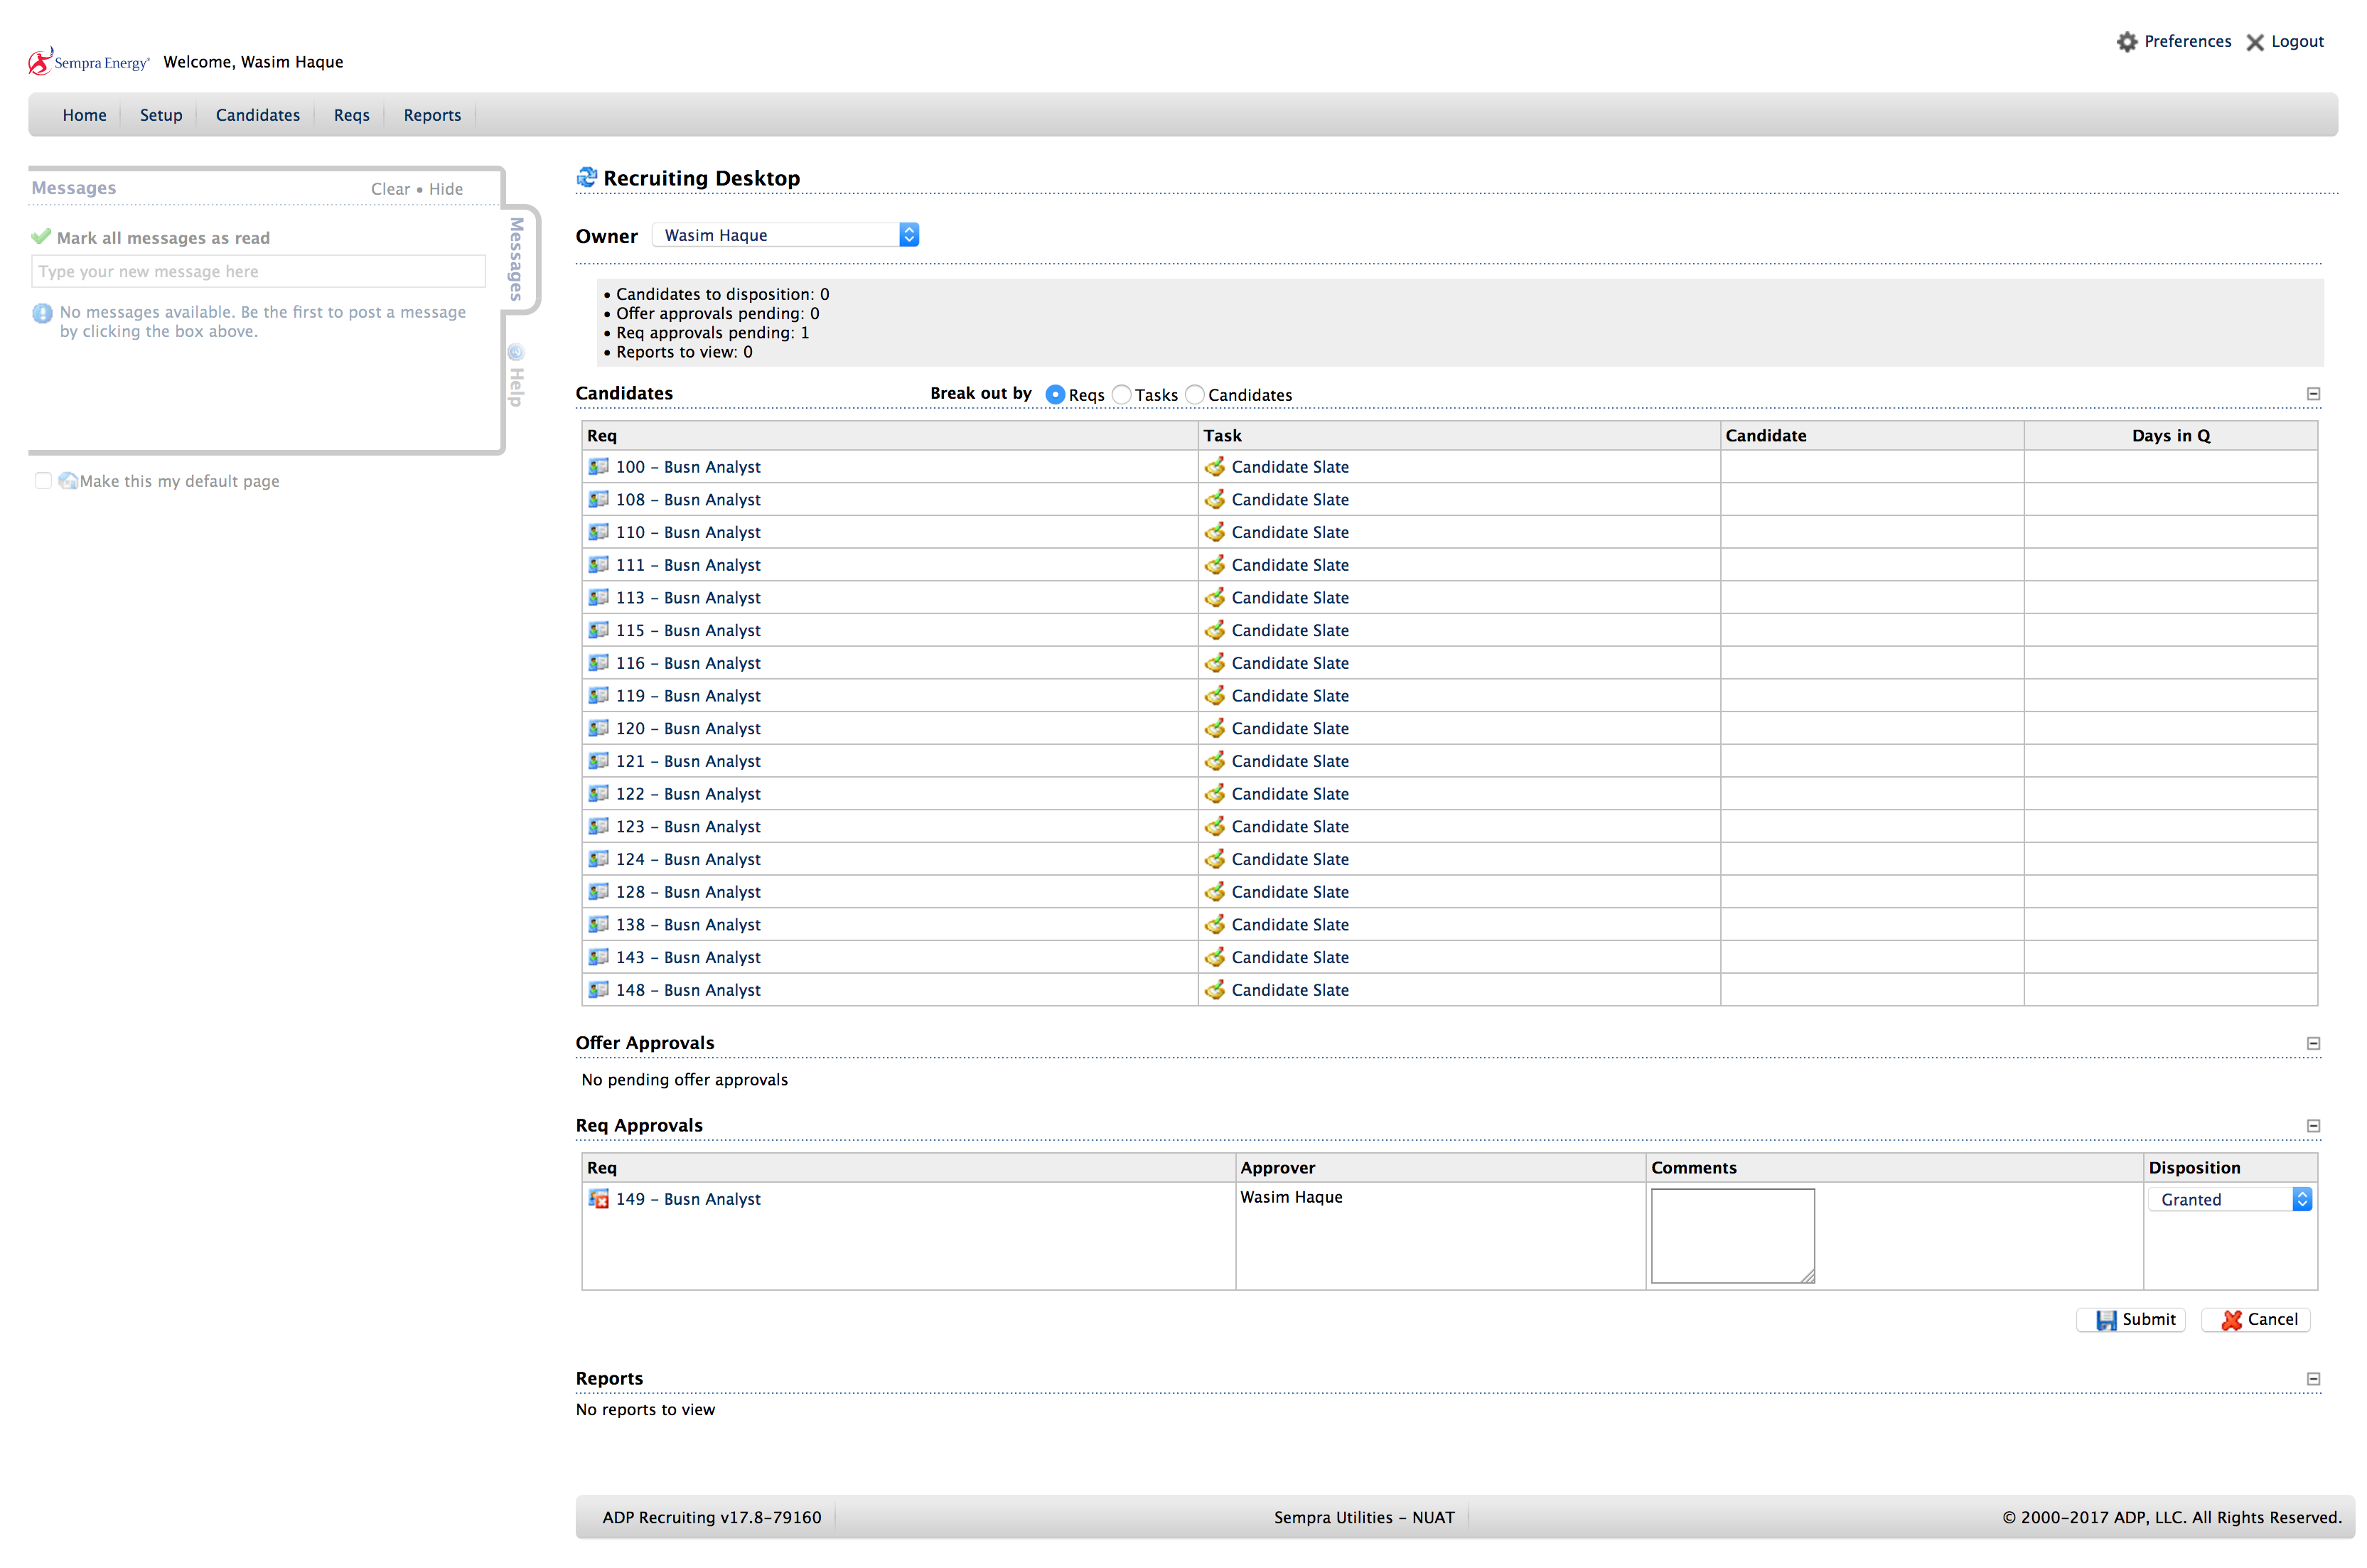 Preferences Logout
Sempra Energy® Welcome, Wasim Haque
Home Setup Candidates Reqs Reports
Messages Clear • Hide
Mark all messages as read
Type your new message here
No messages available. Be the first to post a message
by clicking the box above.
Messages
Help
Make this my default page
Recruiting Desktop
Owner Wasim Haque
• Candidates to disposition: 0
• Offer approvals pending: 0
• Req approvals pending: 1
• Reports to view: 0
Candidates Break out by Reqs Tasks Candidates
Req Task Candidate Days in Q
100 – Busn Analyst Candidate Slate
108 – Busn Analyst Candidate Slate
110 – Busn Analyst Candidate Slate
111 – Busn Analyst Candidate Slate
113 – Busn Analyst Candidate Slate
115 – Busn Analyst Candidate Slate
116 – Busn Analyst Candidate Slate
119 – Busn Analyst Candidate Slate
120 – Busn Analyst Candidate Slate
121 – Busn Analyst Candidate Slate
122 – Busn Analyst Candidate Slate
123 – Busn Analyst Candidate Slate
124 – Busn Analyst Candidate Slate
128 – Busn Analyst Candidate Slate
138 – Busn Analyst Candidate Slate
143 – Busn Analyst Candidate Slate
148 – Busn Analyst Candidate Slate
Offer Approvals
No pending offer approvals
Req Approvals
Req Approver Comments Disposition
149 – Busn Analyst Wasim Haque Granted
Submit Cancel
Reports
No reports to view
ADP Recruiting v17.8-79160 Sempra Utilities – NUAT © 2000-2017 ADP, LLC. All Rights Reserved.